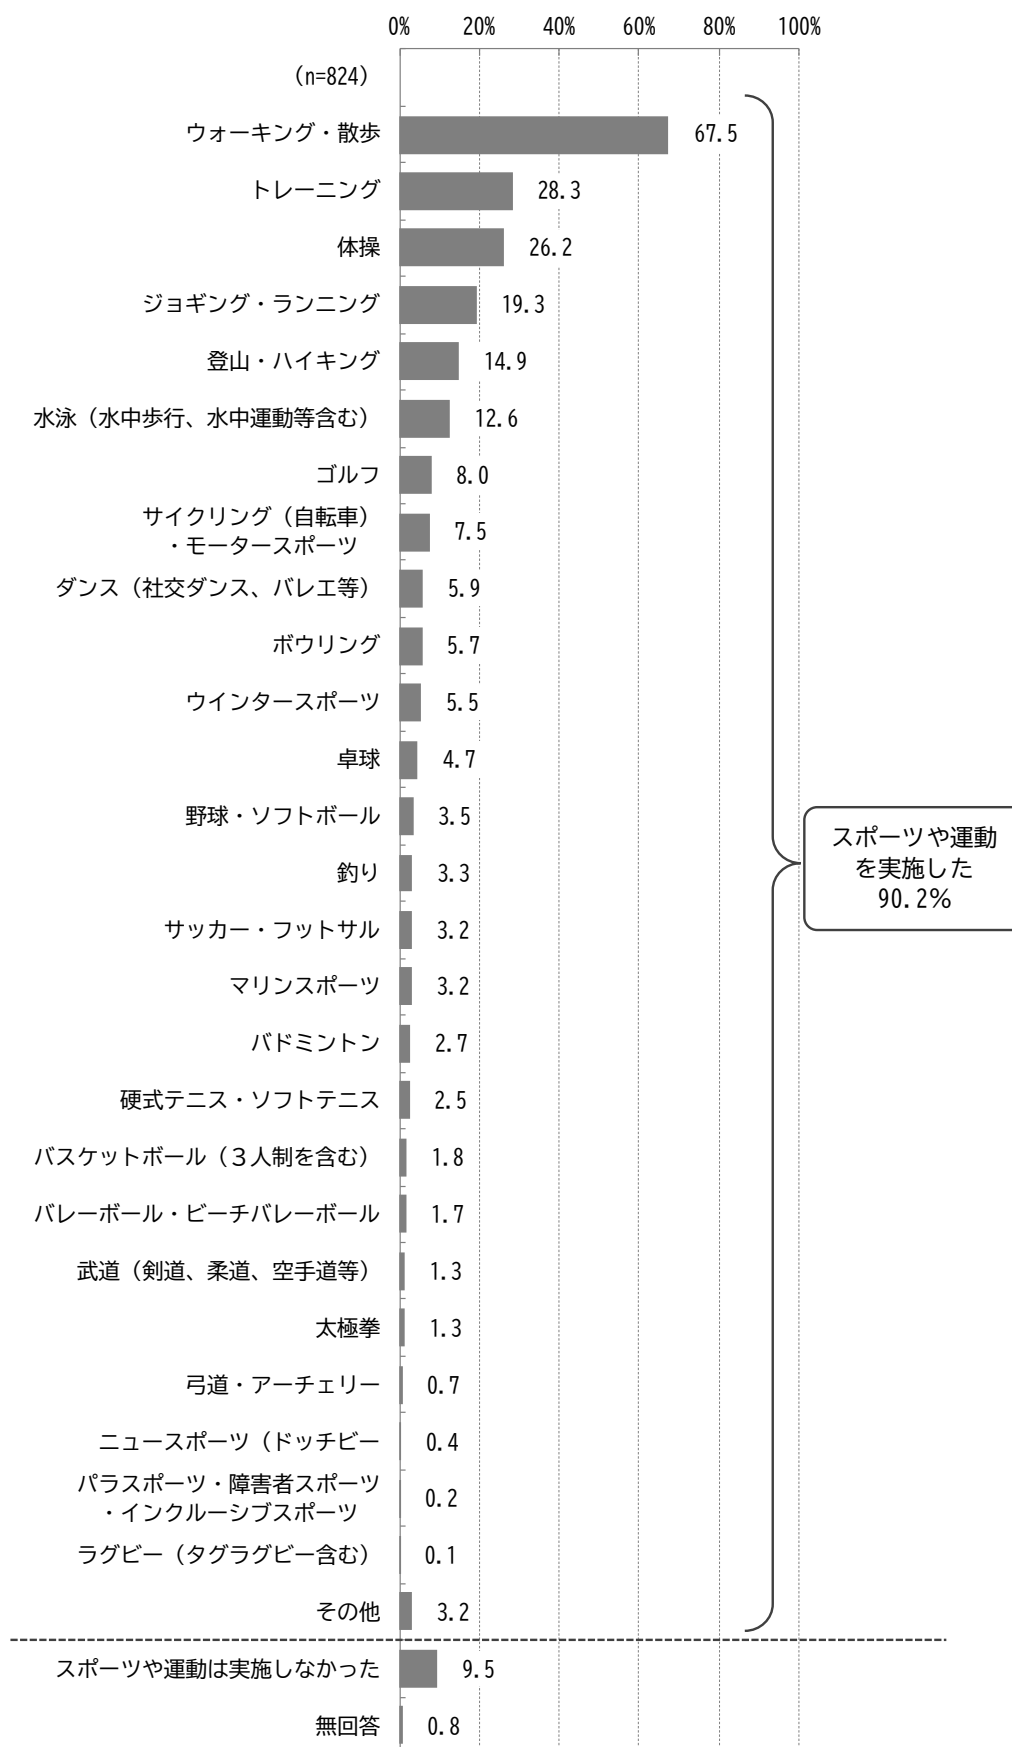 0% 20% 40% 60% 80% 100%
(n=824)
ウォーキング・散歩 67.5
トレーニング 28.3
体操 26.2
ジョギング・ランニング 19.3
登山・ハイキング 14.9
水泳（水中歩行、水中運動等含む） 12.6
ゴルフ 8.0
サイクリング（自転車）
・モータースポーツ 7.5
ダンス（社交ダンス、バレエ等） 5.9
ボウリング 5.7
ウインタースポーツ 5.5
卓球 4.7
野球・ソフトボール 3.5
釣り 3.3
サッカー・フットサル 3.2
マリンスポーツ 3.2
バドミントン 2.7
硬式テニス・ソフトテニス 2.5
バスケットボール（３人制を含む） 1.8
バレーボール・ビーチバレーボール 1.7
武道（剣道、柔道、空手道等） 1.3
太極拳 1.3
弓道・アーチェリー 0.7
ニュースポーツ（ドッチビー 0.4
パラスポーツ・障害者スポーツ
・インクルーシブスポーツ 0.2
ラグビー（タグラグビー含む） 0.1
その他 3.2
スポーツや運動は実施しなかった 9.5
無回答 0.8
スポーツや運動
を実施した
90.2%